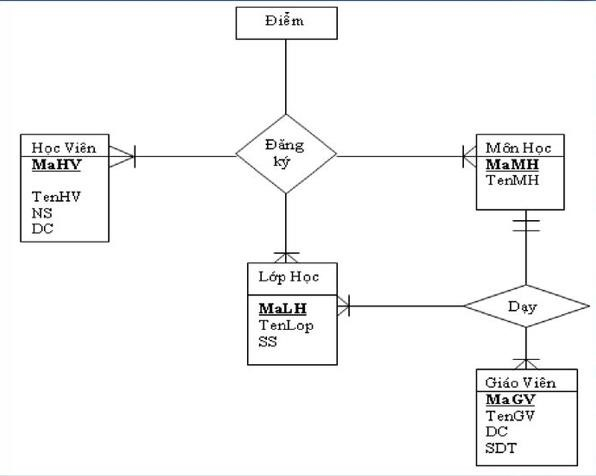 Điểm
Đăng
ký
Học Viên
MaHV
TenHV
NS
DC
Môn Học
MaMH
TenMH
Lớp Học
MaLH
TenLop
SS
Dạy
Giáo Viên
MaGV
TenGV
DC
SDT